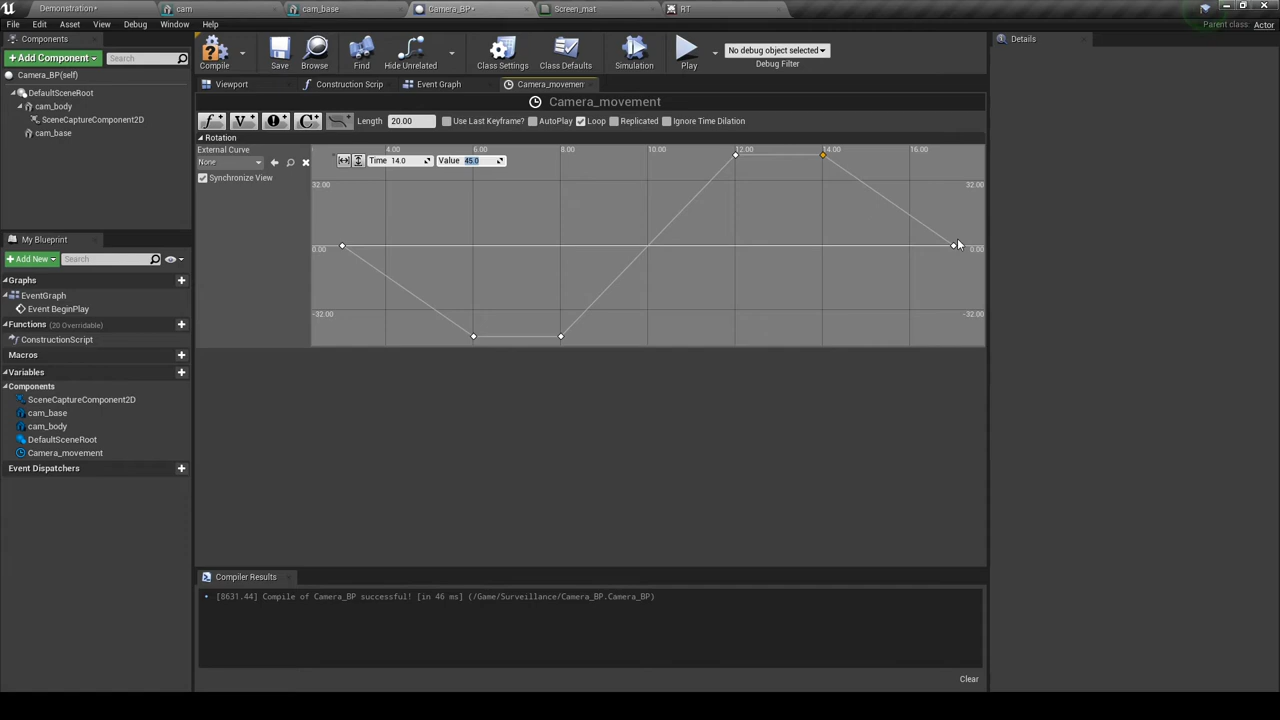 Demonstration*
cam
cam_base
Camera_BP*
Screen_mat
RT
File
Edit
Asset
View
Debug
Window
Help
Parent class: Actor
Components
+ Add Component
Search
Camera_BP(self)
DefaultSceneRoot
cam_body
SceneCaptureComponent2D
cam_base
Compile
Save
Browse
Find
Hide Unrelated
Class Settings
Class Defaults
Simulation
Play
No debug object selected
Debug Filter
Viewport
Construction Scrip
Event Graph
Camera_movemen
Camera_movement
Length
20.00
Use Last Keyframe?
AutoPlay
Loop
Replicated
Ignore Time Dilation
Rotation
External Curve
None
Synchronize View
Time 14.0
Value 45.0
4.00
6.00
8.00
10.00
12.00
14.00
16.00
32.00
32.00
0.00
0.00
-32.00
-32.00
Details
My Blueprint
+ Add New
Search
Graphs
EventGraph
Event BeginPlay
Functions (20 Overridable)
ConstructionScript
Macros
Variables
Components
SceneCaptureComponent2D
cam_base
cam_body
DefaultSceneRoot
Camera_movement
Event Dispatchers
Compiler Results
[8631.44] Compile of Camera_BP successful! [in 46 ms] (/Game/Surveillance/Camera_BP.Camera_BP)
Clear